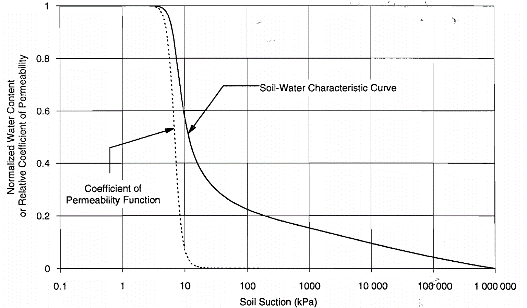 Normalized Water Content
or Relative Coefficient of Permeability
1
0.8
0.6
0.4
0.2
0
Soil-Water Characteristic Curve
Coefficient of
Permeability Function
0.1
1
10
100
1000
10 000
100 000
1 000 000
Soil Suction (kPa)